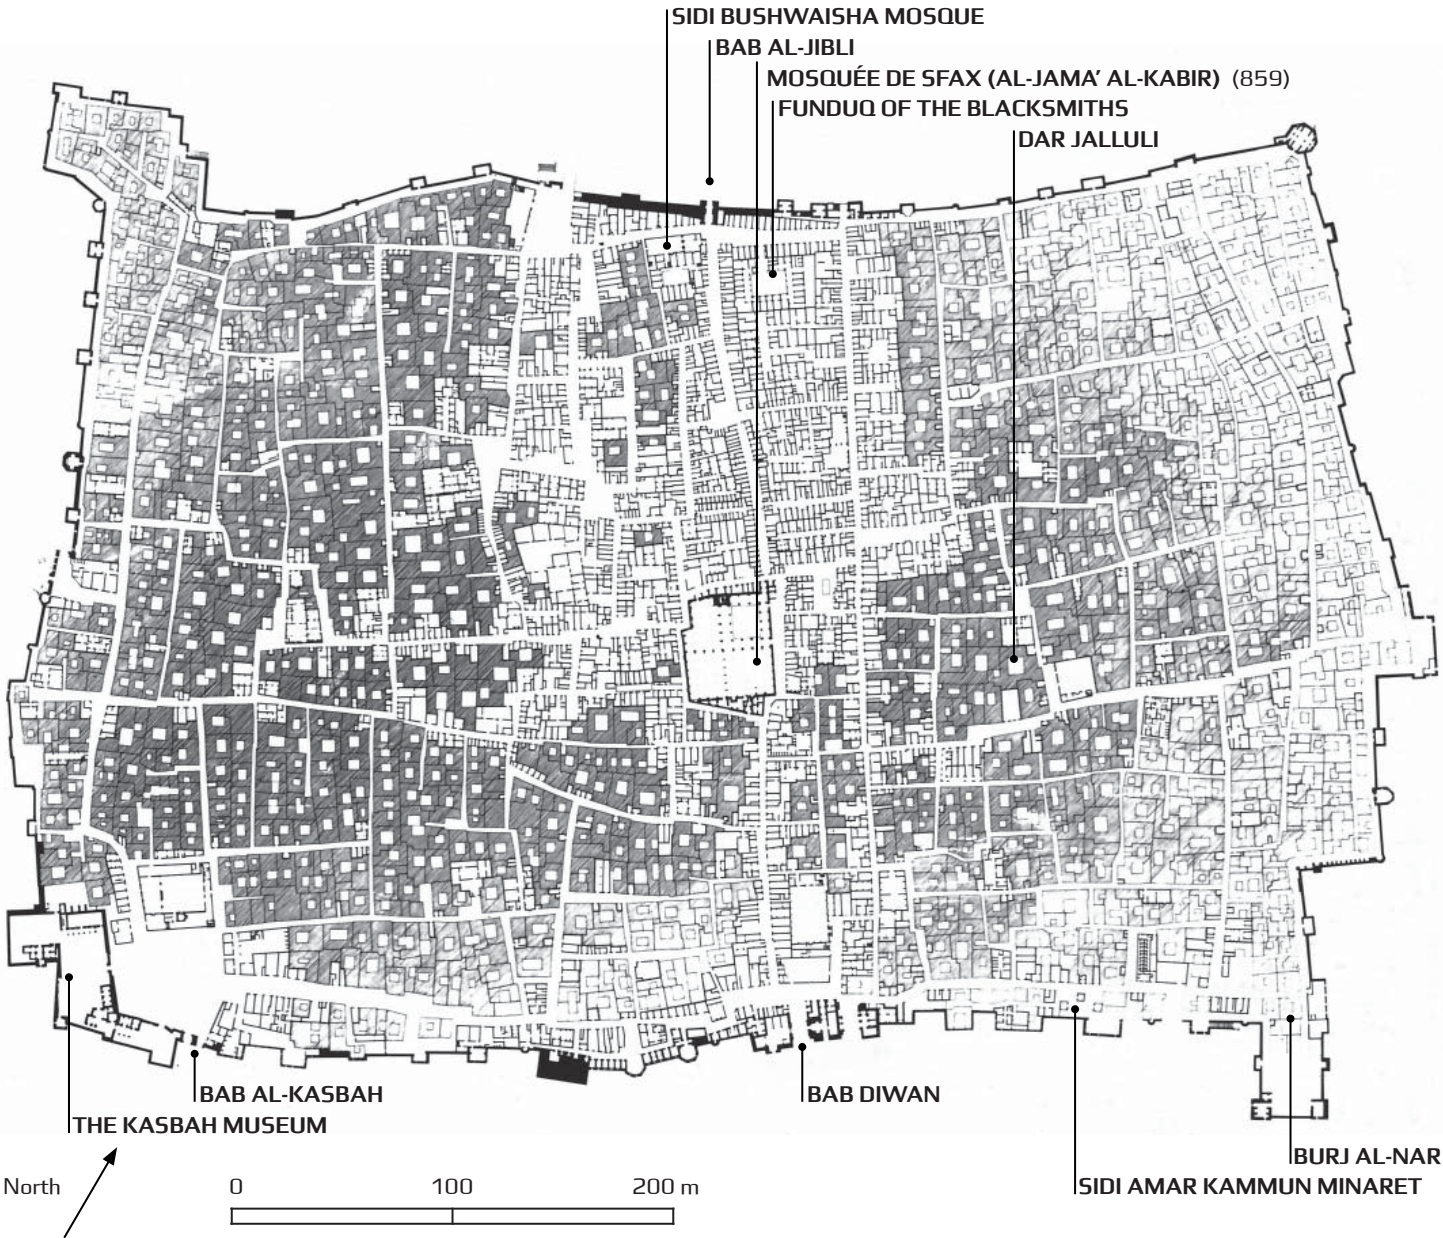 SIDI BUSHWAISHA MOSQUE
BAB AL-JIBLI
MOSQUÉE DE SFAX (AL-JAMA’ AL-KABIR) (859)
FUNDUQ OF THE BLACKSMITHS
DAR JALLULI
BAB AL-KASBAH
BAB DIWAN
THE KASBAH MUSEUM
BURJ AL-NAR
North 0 100 200 m
SIDI AMAR KAMMUN MINARET